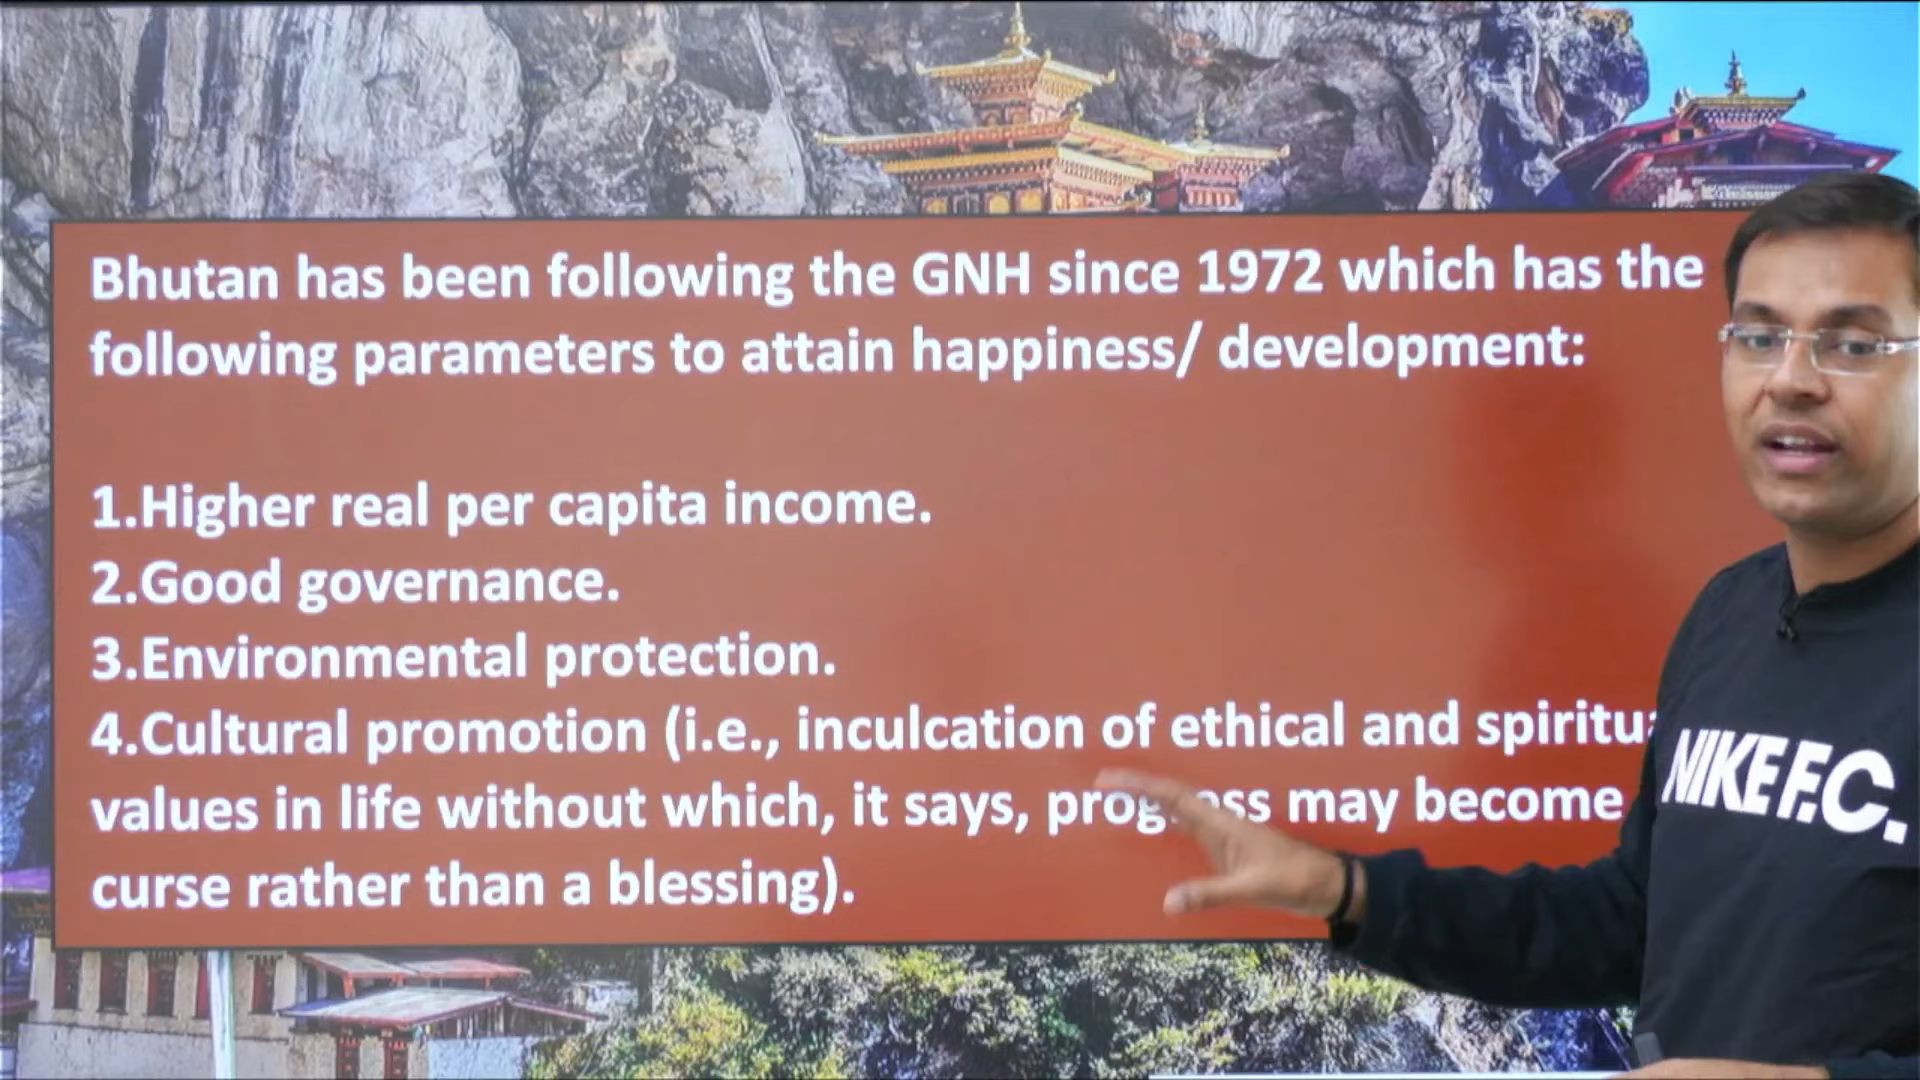 Bhutan has been following the GNH since 1972 which has the
following parameters to attain happiness/ development:
1.Higher real per capita income.
2.Good governance.
3.Environmental protection.
4.Cultural promotion (i.e., inculcation of ethical and
values in life without which, it says, may become
curse rather than a blessing).
NIKE F.C.